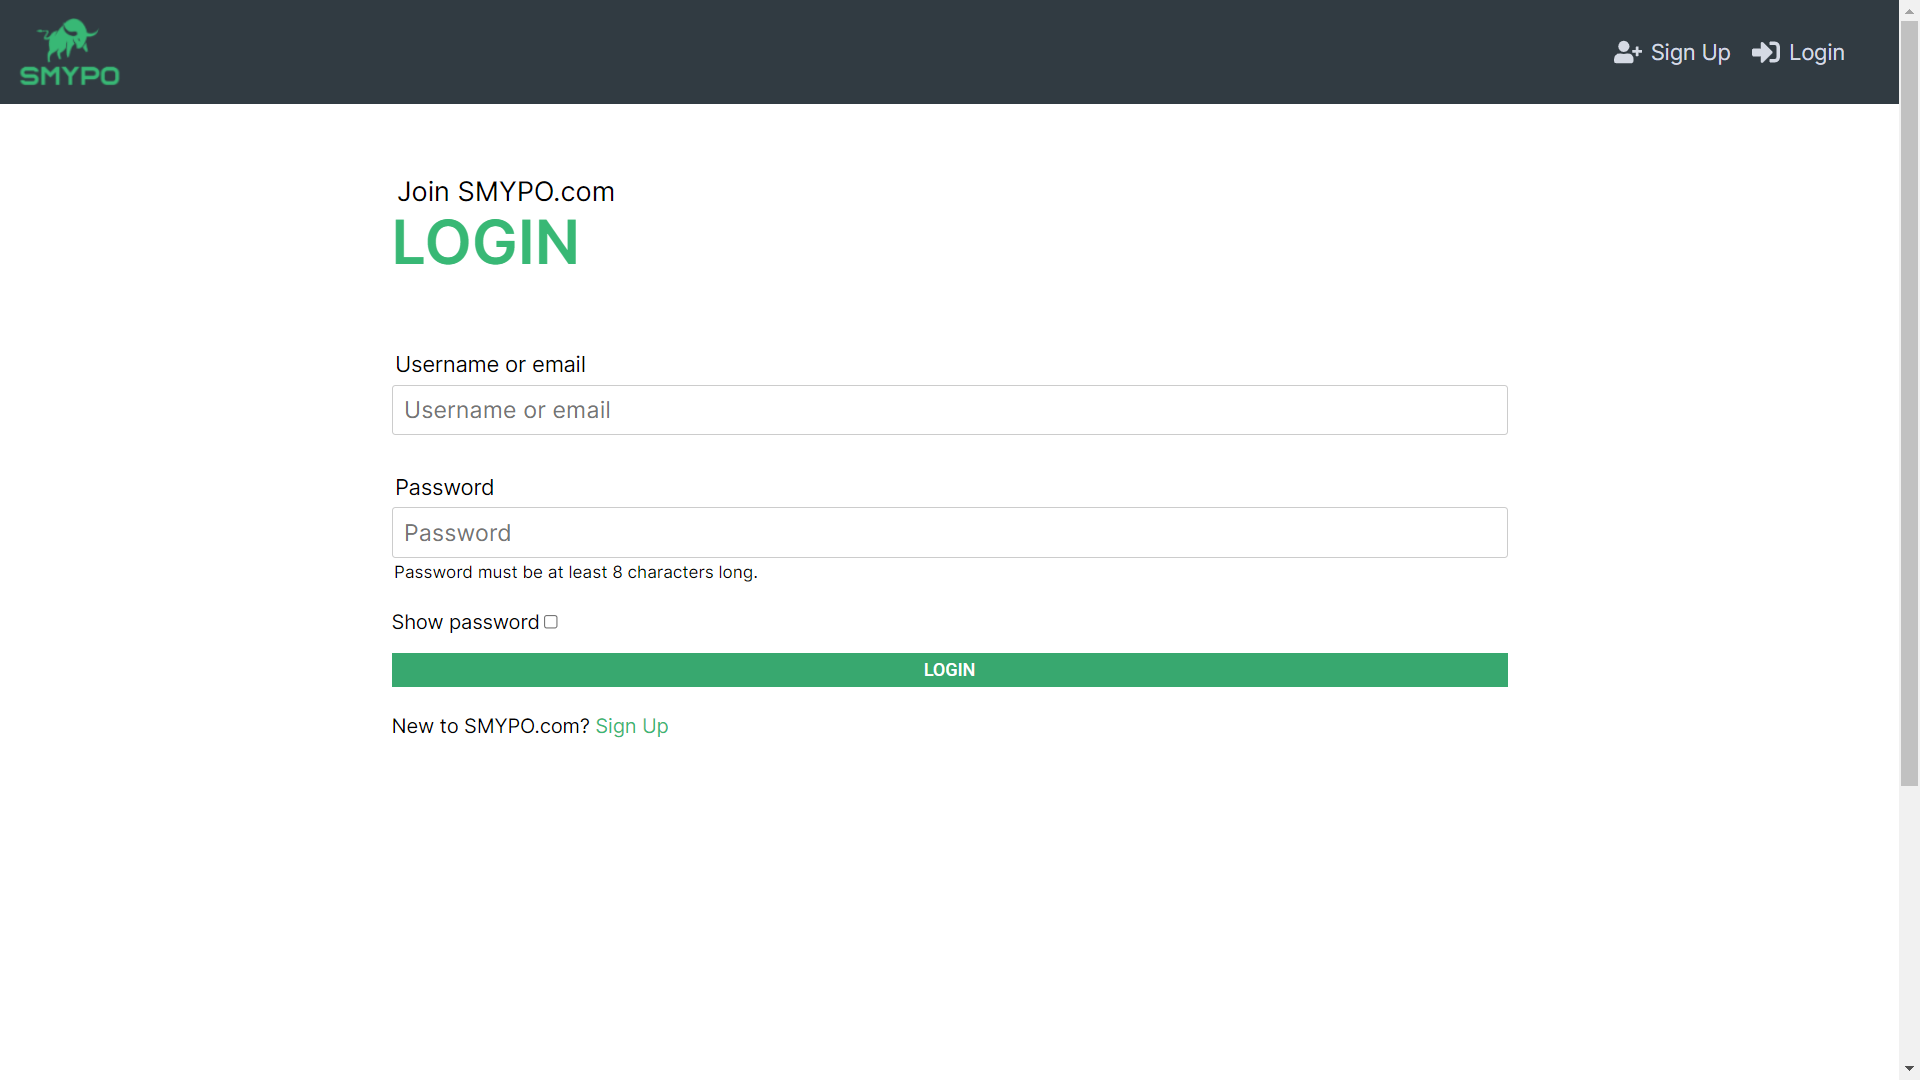 SMYPO
Sign Up
Login
Join SMYPO.com
LOGIN
Username or email
Username or email
Password
Password
Password must be at least 8 characters long.
Show password
LOGIN
New to SMYPO.com? Sign Up